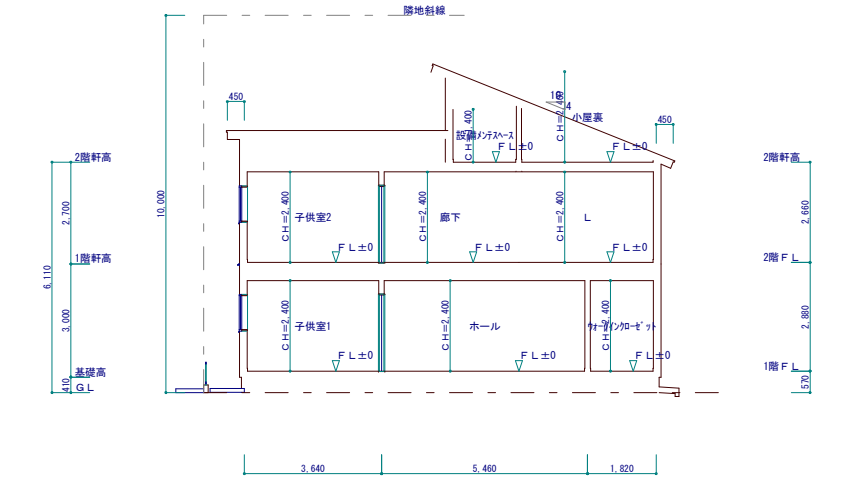 隣地斜線
450
10
4
CH=2,400
小屋裏
450
CH=1,400
設備ﾒﾝﾃｽﾍﾟｰｽ
FL±0
FL±0
2階軒高
2階軒高
10,000
2,700
CH=2,400
子供室2
CH=2,400
廊下
CH=2,400
L
2,660
6,110
FL±0
FL±0
FL±0
1階軒高
2階FL
3,000
CH=2,400
子供室1
CH=2,400
ホール
CH=2,400
ｳｫｰｸｲﾝｸﾛｰｾﾞｯﾄ
2,880
FL±0
FL±0
FL±0
基礎高
1階FL
410
GL
570
3,640
5,460
1,820